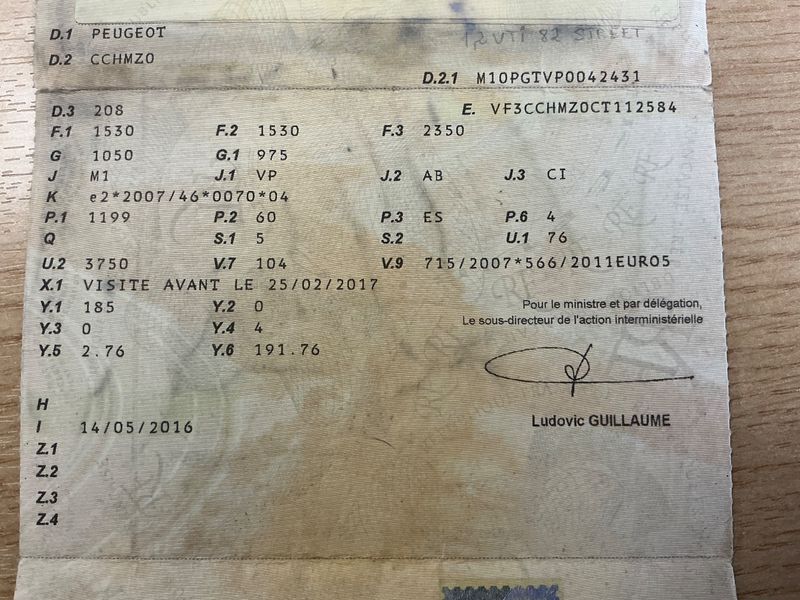 D.1 PEUGEOT
1,2 VTI 82 STREET
D.2 CCHMZ0
D.2.1 M10PGTVP0042431
D.3 208
E. VF3CCHMZ0CT112584
F.1 1530 F.2 1530 F.3 2350
G 1050 G.1 975
J M1 J.1 VP J.2 AB J.3 CI
K e2*2007/46*0070*04
P.1 1199 P.2 60 P.3 ES P.6 4
Q S.1 5 S.2 U.1 76
U.2 3750 V.7 104 V.9 715/2007*566/2011EURO5
X.1 VISITE AVANT LE 25/02/2017
Y.1 185 Y.2 0
Pour le ministre et par délégation,
Le sous-directeur de l'action interministérielle
Y.3 0 Y.4 4
Y.5 2.76 Y.6 191.76
H
I 14/05/2016
Ludovic GUILLAUME
Z.1
Z.2
Z.3
Z.4